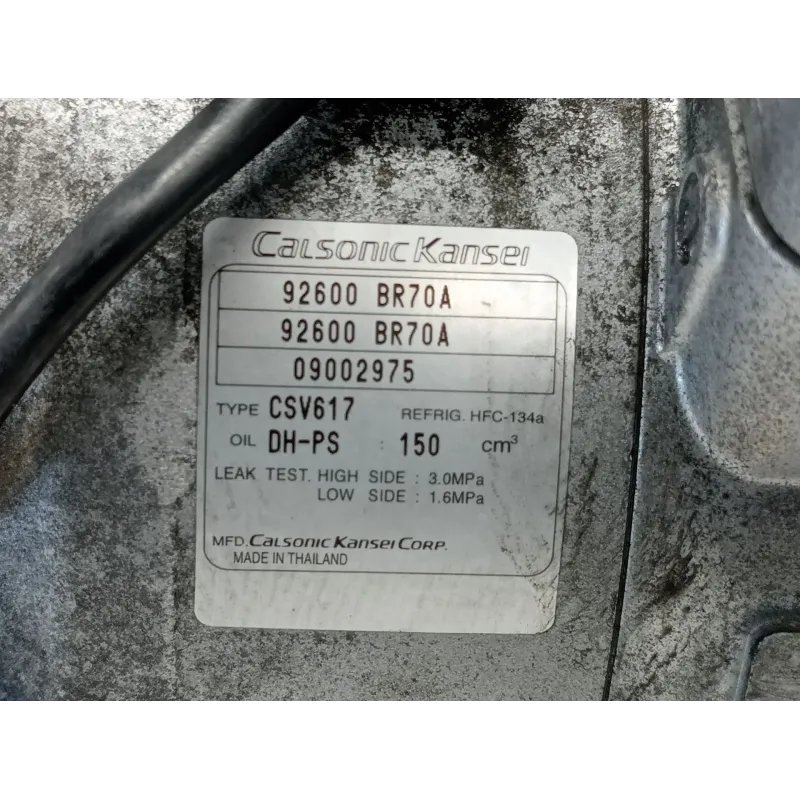 Calsonic Kansei
92600 BR70A
92600 BR70A
09002975
TYPE CSV617 REFRIG. HFC-134a
OIL DH-PS : 150 cm³
LEAK TEST. HIGH SIDE : 3.0MPa
LOW SIDE : 1.6MPa
MFD. Calsonic Kansei Corp.
MADE IN THAILAND